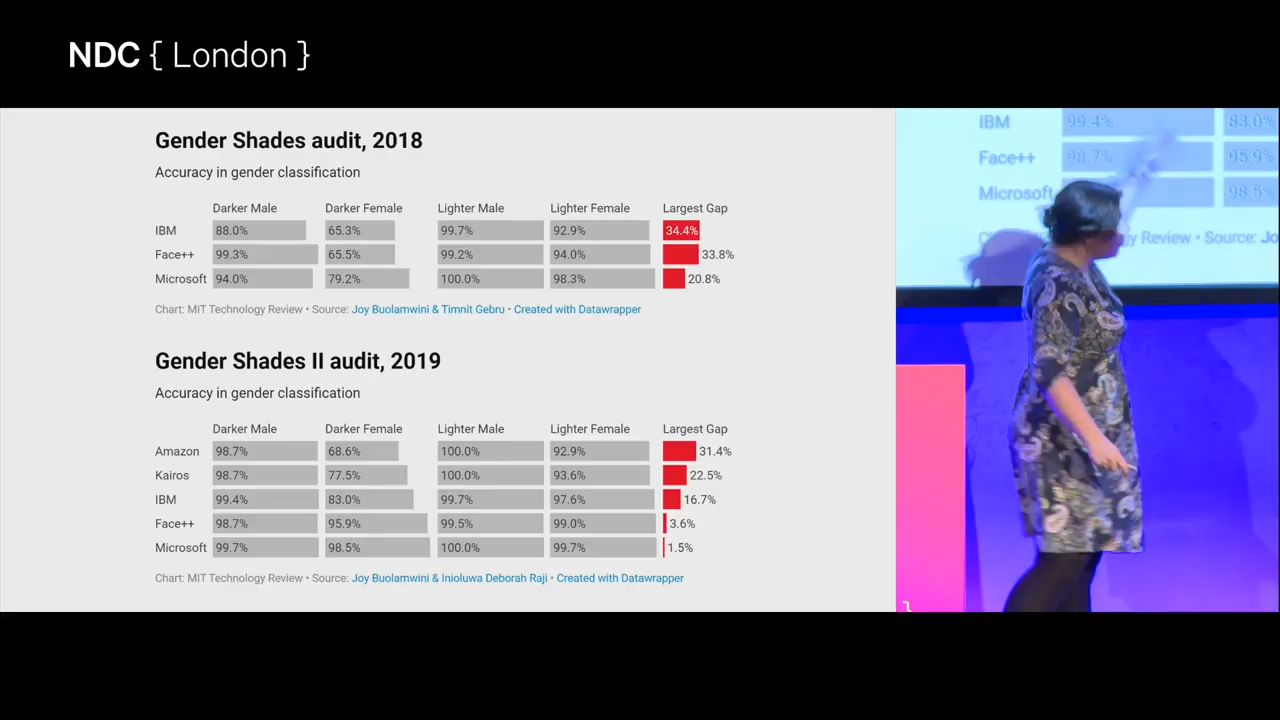 NDC { London }
Gender Shades audit, 2018
Accuracy in gender classification
Darker Male Darker Female Lighter Male Lighter Female Largest Gap
IBM 88.0% 65.3% 99.7% 92.9% 34.4%
Face++ 99.3% 65.5% 99.2% 94.0% 33.8%
Microsoft 94.0% 79.2% 100.0% 98.3% 20.8%
Chart: MIT Technology Review • Source: Joy Buolamwini & Timnit Gebru • Created with Datawrapper
Gender Shades II audit, 2019
Accuracy in gender classification
Darker Male Darker Female Lighter Male Lighter Female Largest Gap
Amazon 98.7% 68.6% 100.0% 92.9% 31.4%
Kairos 98.7% 77.5% 100.0% 93.6% 22.5%
IBM 99.4% 83.0% 99.7% 97.6% 16.7%
Face++ 98.7% 95.9% 99.5% 99.0% 3.6%
Microsoft 99.7% 98.5% 100.0% 99.7% 1.5%
Chart: MIT Technology Review • Source: Joy Buolamwini & Inioluwa Deborah Raji • Created with Datawrapper
IBM 99.4% 83.0%
Face++ 98.7% 95.9%
Microsoft 98.5%
Review • Source: Jo
}